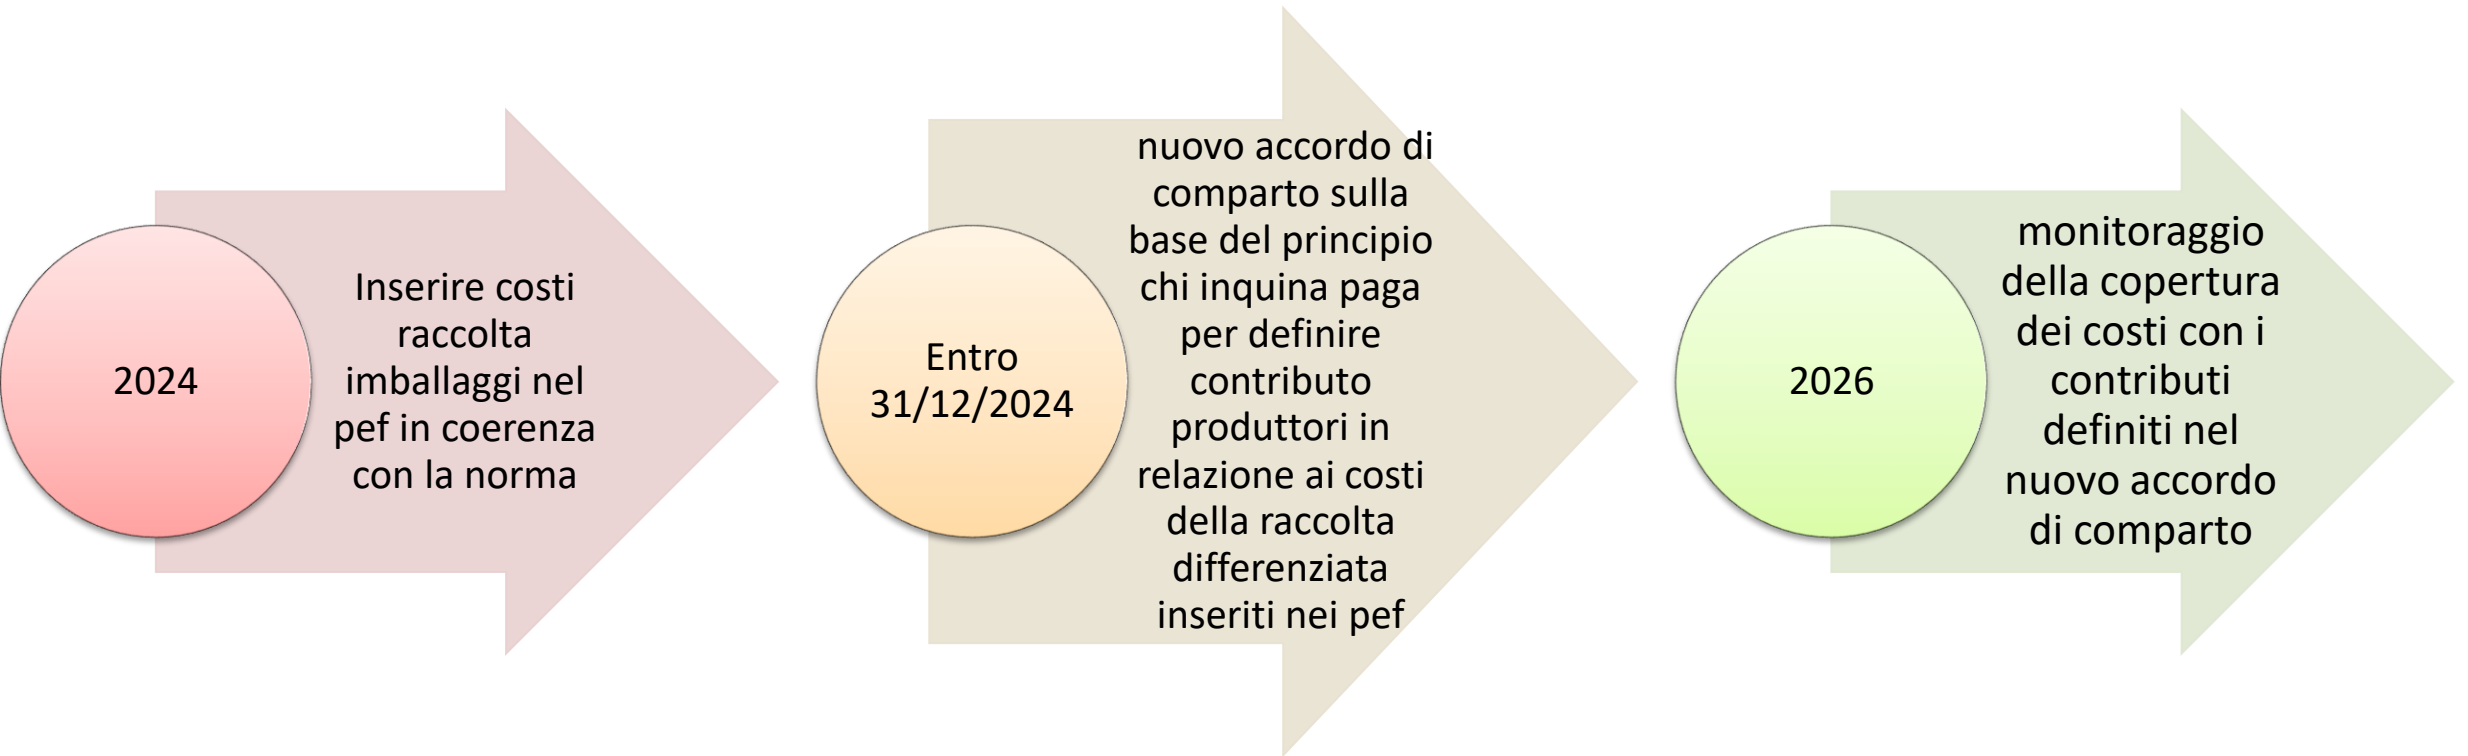 2024
Inserire costi
raccolta
imballaggi nel
pef in coerenza
con la norma
Entro
31/12/2024
nuovo accordo di
comparto sulla
base del principio
chi inquina paga
per definire
contributo
produttori in
relazione ai costi
della raccolta
differenziata
inseriti nei pef
2026
monitoraggio
della copertura
dei costi con i
contributi
definiti nel
nuovo accordo
di comparto